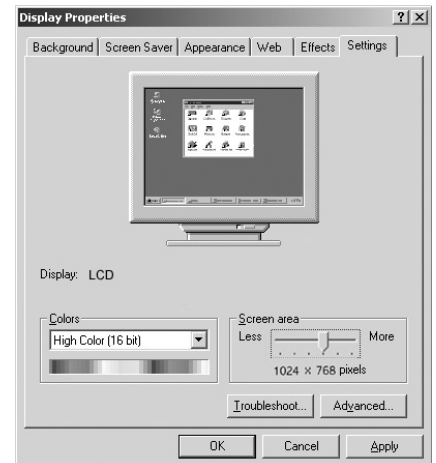 Display Properties ? ×
Background Screen Saver Appearance Web Effects Settings
Display: LCD
Colors
High Color (16 bit)
Screen area
Less More
1024 × 768 pixels
Troubleshoot... Advanced...
OK Cancel Apply